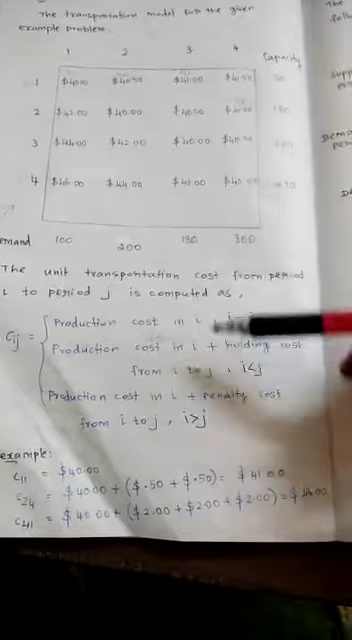 The transportation model for the given
example problem.
1 2 3 4
Capacity
1 $40.00 $40.50 $41.00 $41.50
2 $42.00 $40.00 $40.50 180
3 $44.00 $42.00 $40.00
4 $46.00 $44.00 $42.00
emand 100 200 180 300
The unit transportation cost from period
i to period j is computed as,
Cij = Production cost in i
Production cost in i + holding cost
from i to j, i<j
Production cost in i + penalty cost
from i to j, i>j
example:
C11 = $40.00
C24 = $40.00 + ($.50 + $.50) = $41.00
C41 = $40.00 + ($2.00 + $2.00 + $2.00) =